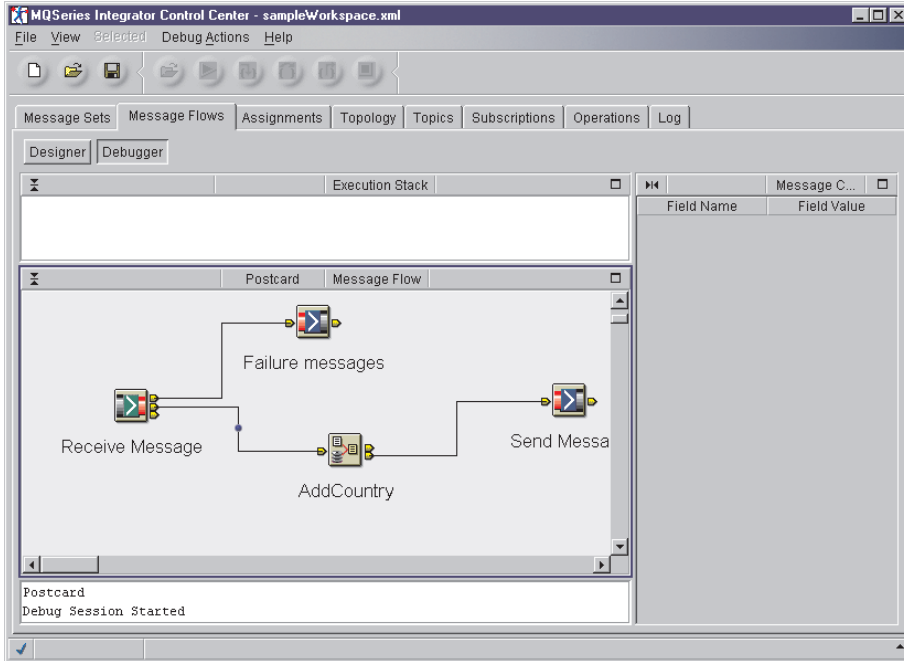 MQSeries Integrator Control Center - sampleWorkspace.xml
File View Selected Debug Actions Help
Message Sets Message Flows Assignments Topology Topics Subscriptions Operations Log
Designer Debugger
Execution Stack
Message C...
Field Name Field Value
Postcard Message Flow
Failure messages
Receive Message
Send Messa
AddCountry
Postcard
Debug Session Started